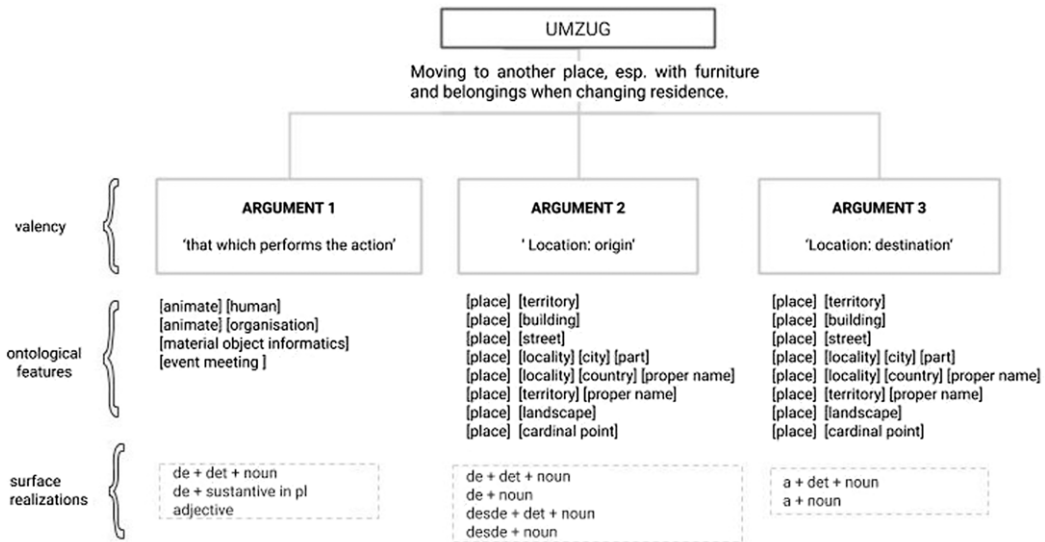 UMZUG
Moving to another place, esp. with furniture
and belongings when changing residence.
valency
ARGUMENT 1
‘that which performs the action’
ARGUMENT 2
' Location: origin'
ARGUMENT 3
‘Location: destination’
ontological
features
[animate] [human]
[animate] [organisation]
[material object informatics]
[event meeting ]
[place] [territory]
[place] [building]
[place] [street]
[place] [locality] [city] [part]
[place] [locality] [country] [proper name]
[place] [territory] [proper name]
[place] [landscape]
[place] [cardinal point]
[place] [territory]
[place] [building]
[place] [street]
[place] [locality] [city] [part]
[place] [locality] [country] [proper name]
[place] [territory] [proper name]
[place] [landscape]
[place] [cardinal point]
surface
realizations
de + det + noun
de + sustantive in pl
adjective
de + det + noun
de + noun
desde + det + noun
desde + noun
a + det + noun
a + noun